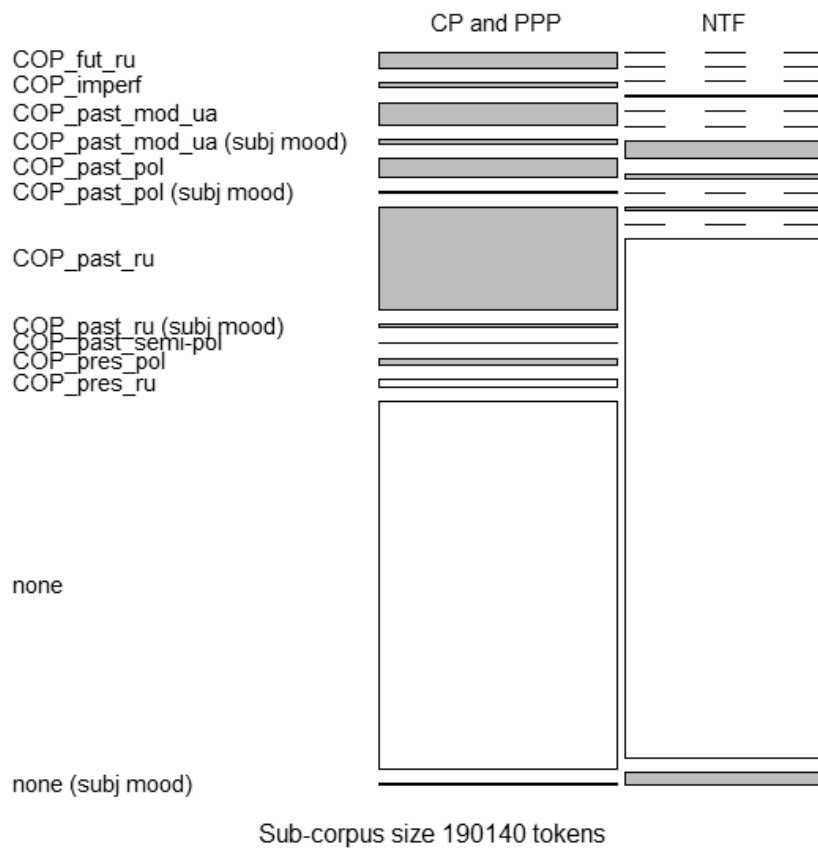 CP and PPP NTF
COP_fut_ru
COP_imperf
COP_past_mod_ua
COP_past_mod_ua (subj mood)
COP_past_pol
COP_past_pol (subj mood)
COP_past_ru
COP_past_ru (subj mood)
COP_past_semi-pol
COP_pres_pol
COP_pres_ru
none
none (subj mood)
Sub-corpus size 190140 tokens